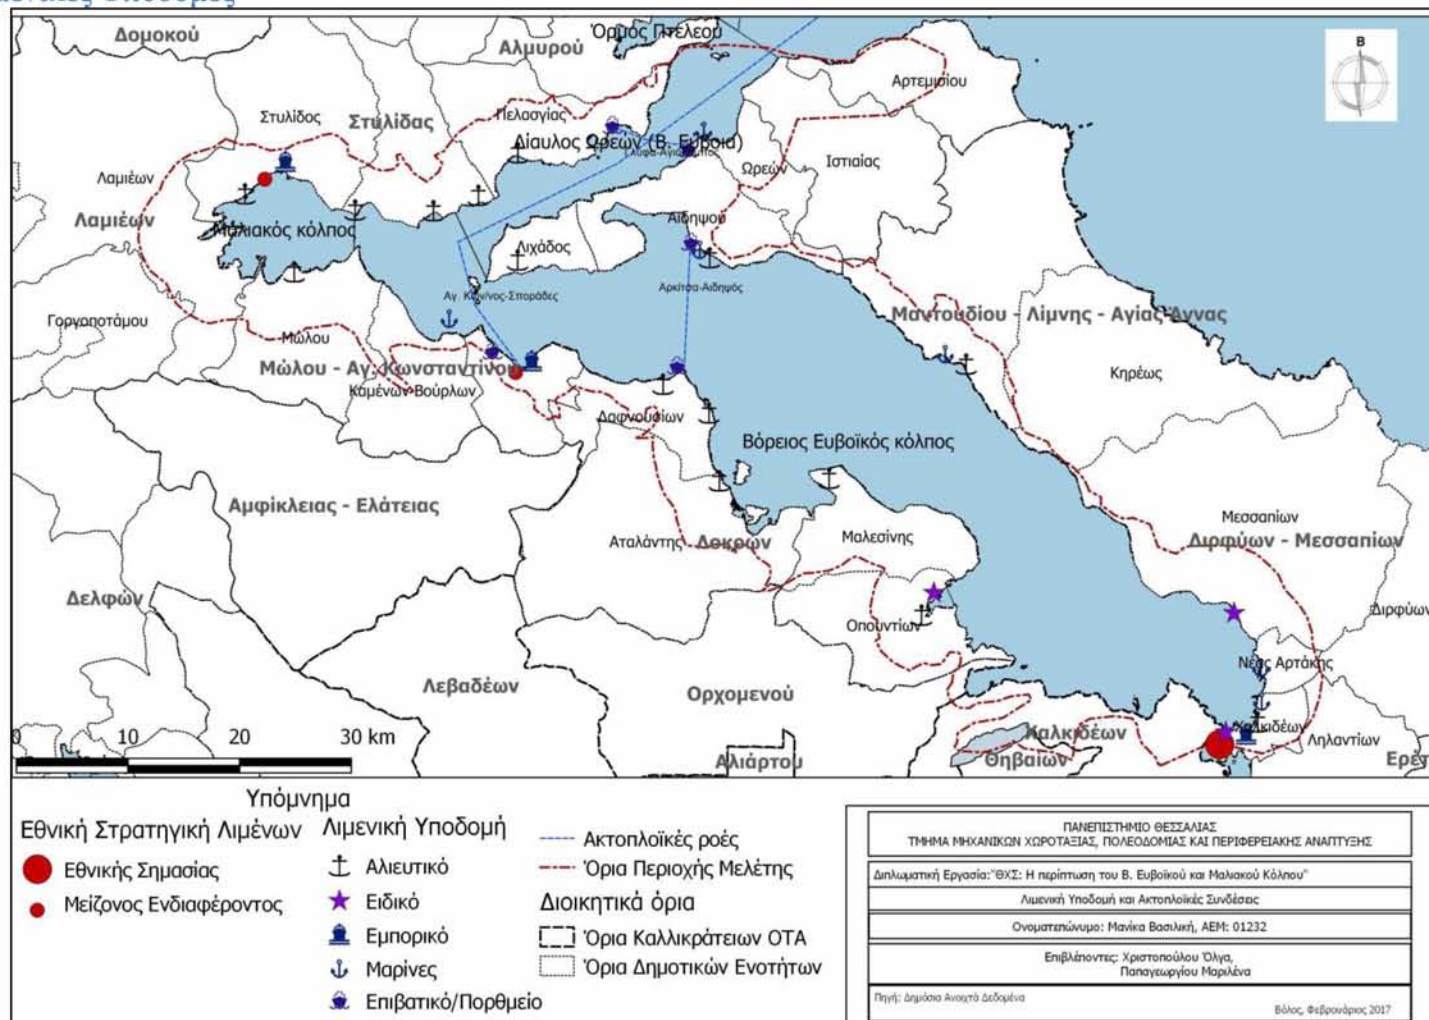 Δομοκού
Αλμυρού
Όρμος Πτελεού
Β
Αρτεμισίου
Στυλίδος
Στυλίδας
Πελασγίας
Δίαυλος Ωρεών (Β. Εύβοια)
Ωρεών
Ιστιαίας
Λαμιέων
Λαμιέων
Μαλιακός κόλπος
Λιχάδος
Αιδηψού
Αγ. Κων/νος-Σποράδες
Αρκίτσα-Αιδηψός
Γοργοποτάμου
Μώλου
Μαντουδίου - Λίμνης - Αγίας Άννας
Μώλου - Αγ. Κωνσταντίνου
Κηρέως
Καμένων Βούρλων
Δαφνουσίων
Βόρειος Ευβοϊκός κόλπος
Αμφίκλειας - Ελάτειας
Μεσσαπίων
Αταλάντης
Λοκρών
Μαλεσίνης
Διρφύων - Μεσσαπίων
Δελφών
Διρφύων
Οπουντίων
Λεβαδέων
Ορχομενού
Νέας Αρτάκης
Χαλκιδέων
Χαλκιδέων
Ληλαντίων
0 10 20 30 km
Αλιάρτου
Θηβαίων
Υπόμνημα
Εθνική Στρατηγική Λιμένων
Εθνικής Σημασίας
Μείζονος Ενδιαφέροντος
Λιμενική Υποδομή
Αλιευτικό
Ειδικό
Εμπορικό
Μαρίνες
Επιβατικό/Πορθμείο
Ακτοπλοϊκές ροές
Όρια Περιοχής Μελέτης
Διοικητικά όρια
Όρια Καλλικράτειων ΟΤΑ
Όρια Δημοτικών Ενοτήτων
ΠΑΝΕΠΙΣΤΗΜΙΟ ΘΕΣΣΑΛΙΑΣ
ΤΜΗΜΑ ΜΗΧΑΝΙΚΩΝ ΧΩΡΟΤΑΞΙΑΣ, ΠΟΛΕΟΔΟΜΙΑΣ ΚΑΙ ΠΕΡΙΦΕΡΕΙΑΚΗΣ ΑΝΑΠΤΥΞΗΣ
Διπλωματική Εργασία:"ΘΧΣ: Η περίπτωση του Β. Ευβοϊκού και Μαλιακού Κόλπου"
Λιμενική Υποδομή και Ακτοπλοϊκές Συνδέσεις
Ονοματεπώνυμο: Μανίκα Βασιλική, ΑΕΜ: 01232
Επιβλέποντες: Χριστοπούλου Όλγα,
Παπαγεωργίου Μαριλένα
Πηγή: Δημόσια Ανοιχτά Δεδομένα
Βόλος, Φεβρουάριος 2017